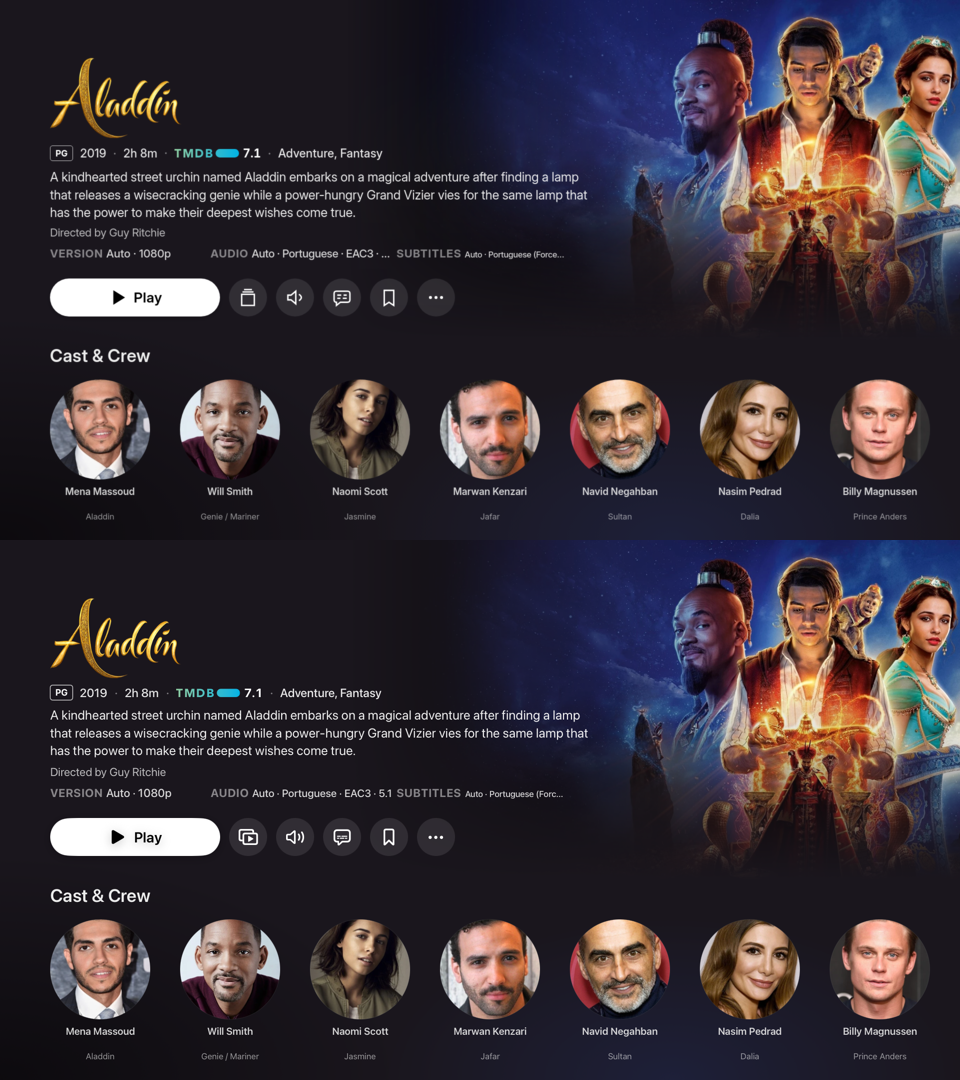 Aladdin
PG 2019 · 2h 8m · TMDB 7.1 · Adventure, Fantasy
A kindhearted street urchin named Aladdin embarks on a magical adventure after finding a lamp
that releases a wisecracking genie while a power-hungry Grand Vizier vies for the same lamp that
has the power to make their deepest wishes come true.
Directed by Guy Ritchie
VERSION Auto · 1080p AUDIO Auto · Portuguese · EAC3 · ... SUBTITLES Auto · Portuguese (Force...
Play
Cast & Crew
Mena Massoud Will Smith Naomi Scott Marwan Kenzari Navid Negahban Nasim Pedrad Billy Magnussen
Aladdin Genie / Mariner Jasmine Jafar Sultan Dalia Prince Anders
Aladdin
PG 2019 · 2h 8m · TMDB 7.1 · Adventure, Fantasy
A kindhearted street urchin named Aladdin embarks on a magical adventure after finding a lamp
that releases a wisecracking genie while a power-hungry Grand Vizier vies for the same lamp that
has the power to make their deepest wishes come true.
Directed by Guy Ritchie
VERSION Auto · 1080p AUDIO Auto · Portuguese · EAC3 · 5.1 SUBTITLES Auto · Portuguese (Forc...
Play
Cast & Crew
Mena Massoud Will Smith Naomi Scott Marwan Kenzari Navid Negahban Nasim Pedrad Billy Magnussen
Aladdin Genie / Mariner Jasmine Jafar Sultan Dalia Prince Anders